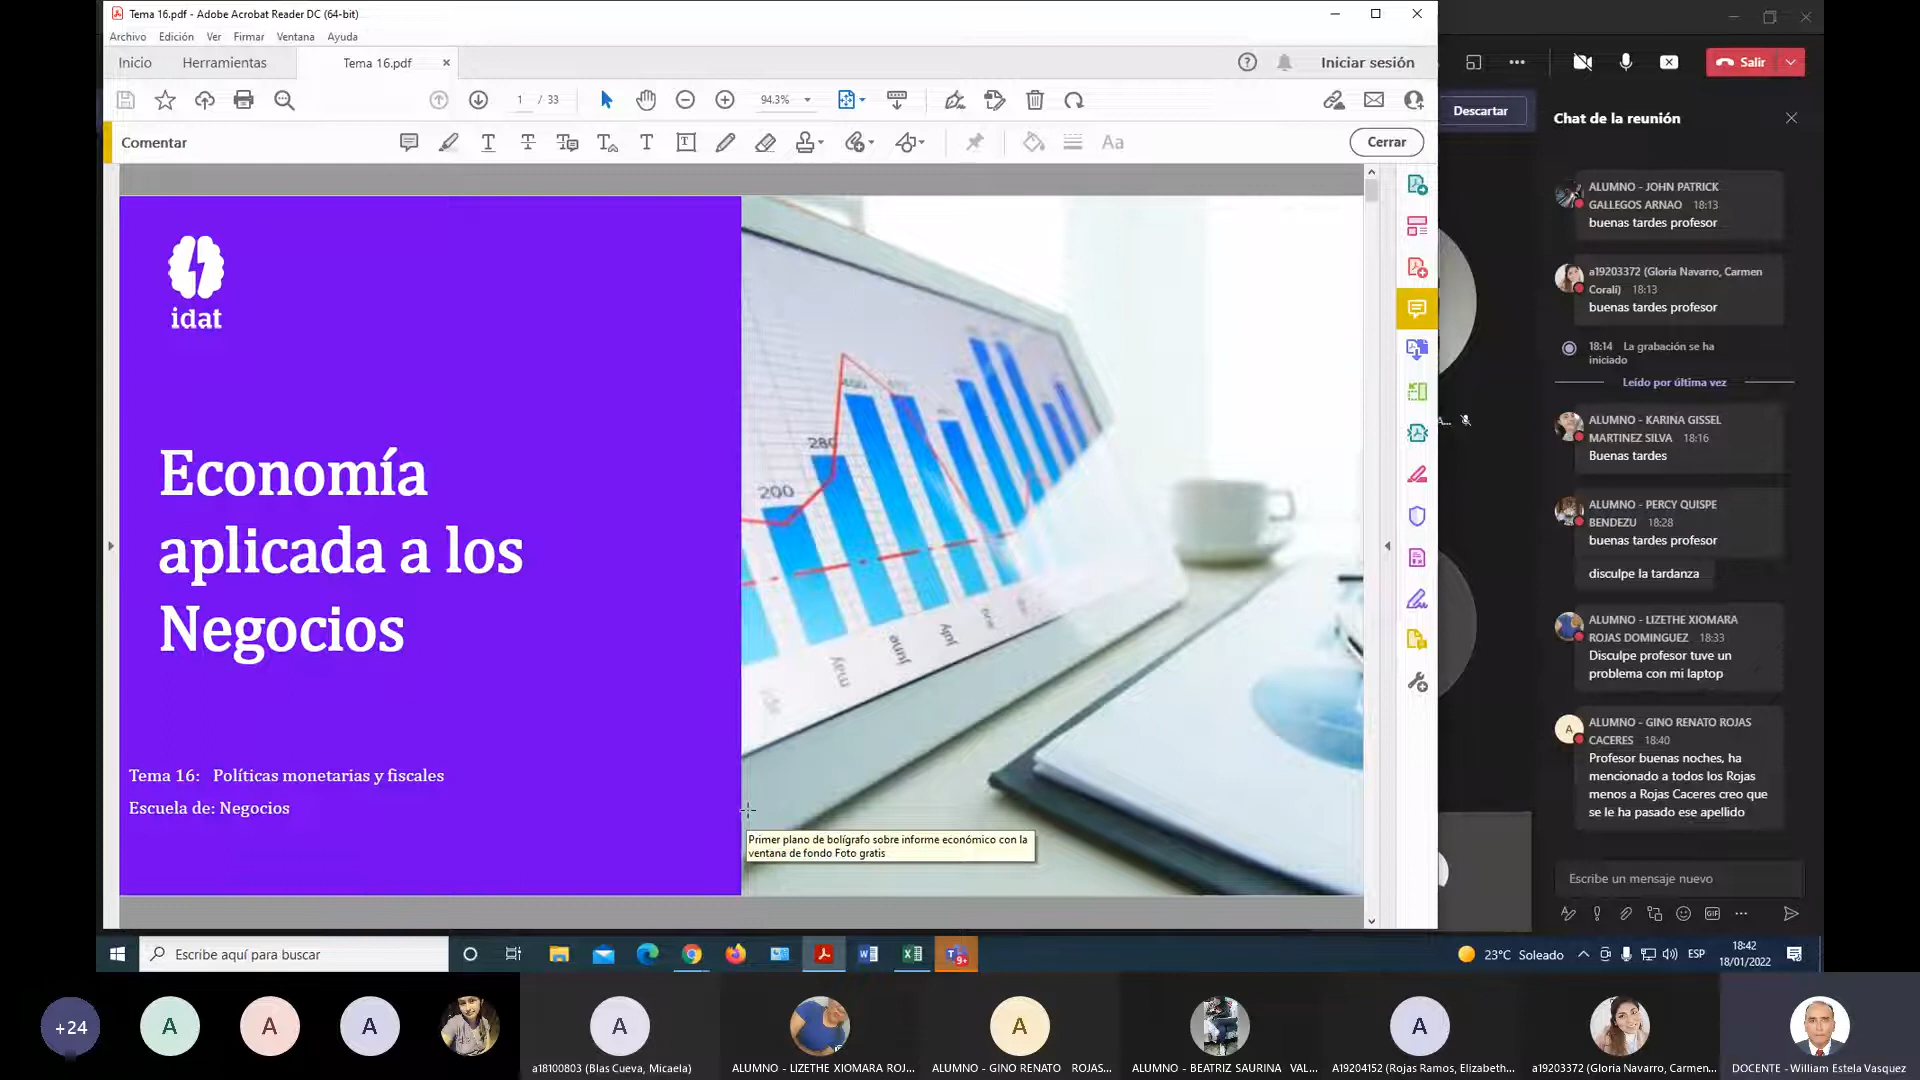 Tema 16.pdf - Adobe Acrobat Reader DC (64-bit)
Archivo Edición Ver Firmar Ventana Ayuda
Inicio Herramientas Tema 16.pdf Iniciar sesión
1 / 33 94.3%
Comentar Cerrar
idat
Economía
aplicada a los
Negocios
Tema 16: Políticas monetarias y fiscales
Escuela de: Negocios
200
280
may
june
july
Primer plano de bolígrafo sobre informe económico con la
ventana de fondo Foto gratis
Salir
Descartar
Chat de la reunión
ALUMNO - JOHN PATRICK
GALLEGOS ARNAO 18:13
buenas tardes profesor
a19203372 (Gloria Navarro, Carmen
Corali) 18:13
buenas tardes profesor
18:14 La grabación se ha
iniciado
Leído por última vez
ALUMNO - KARINA GISSEL
MARTINEZ SILVA 18:16
Buenas tardes
ALUMNO - PERCY QUISPE
BENDEZU 18:28
buenas tardes profesor
disculpe la tardanza
ALUMNO - LIZETHE XIOMARA
ROJAS DOMINGUEZ 18:33
Disculpe profesor tuve un
problema con mi laptop
A
ALUMNO - GINO RENATO ROJAS
CACERES 18:40
Profesor buenas noches, ha
mencionado a todos los Rojas
menos a Rojas Caceres creo que
se le ha pasado ese apellido
Escribe un mensaje nuevo
GIF
A...
Escribe aquí para buscar
9+
23°C Soleado
ESP
18:42
18/01/2022
+24 A A A A A A
a18100803 (Blas Cueva, Micaela)
ALUMNO - LIZETHE XIOMARA ROJ...
ALUMNO - GINO RENATO ROJAS...
ALUMNO - BEATRIZ SAURINA VAL...
A19204152 (Rojas Ramos, Elizabeth...
a19203372 (Gloria Navarro, Carmen...
DOCENTE - William Estela Vasquez